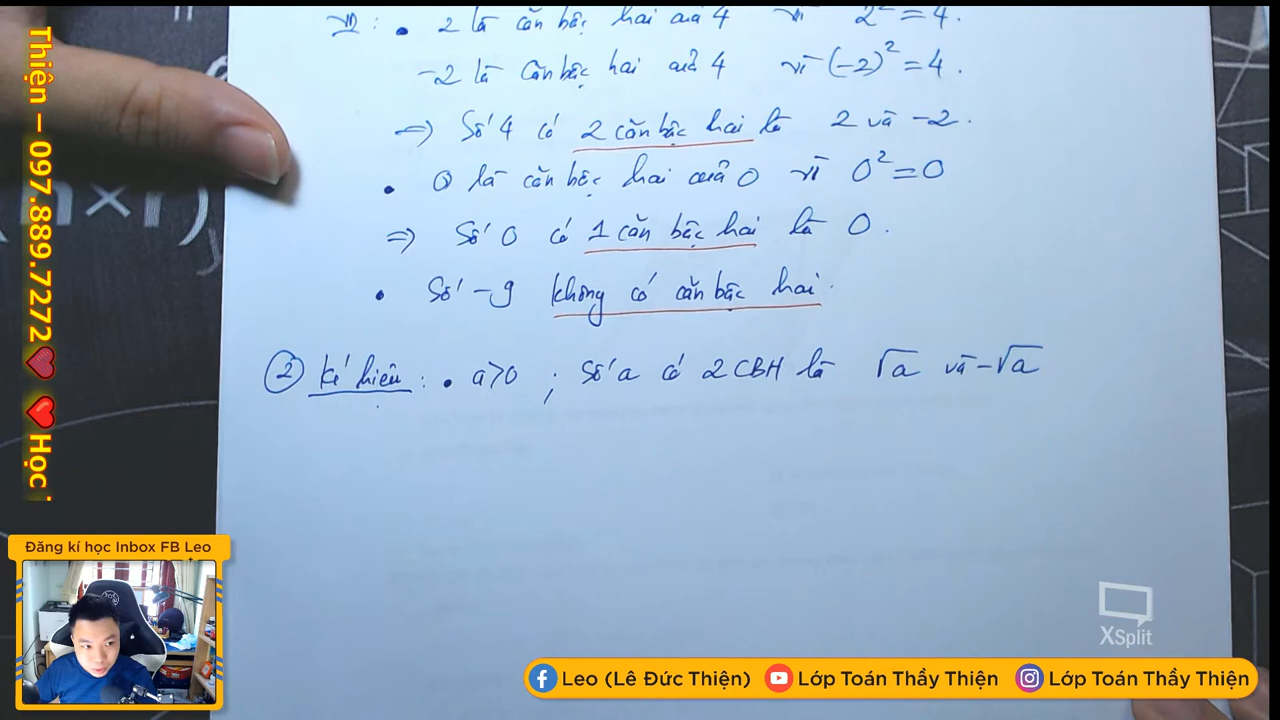 VD : • 2 là căn bậc hai của 4 vì 2² = 4.
-2 là Căn bậc hai của 4 vì (-2)² = 4.
=> Số 4 có 2 căn bậc hai là 2 và -2.
• 0 là căn bậc hai của 0 vì 0² = 0
=> Số 0 có 1 căn bậc hai là 0.
• Số -9 không có căn bậc hai.
② Kí hiệu : • a>0 ; Số a có 2 CBH là √a và -√a
Thiện – 097.889.7272 ❤ ❤ Học
Đăng kí học Inbox FB Leo
XSplit
Leo (Lê Đức Thiện) Lớp Toán Thầy Thiện Lớp Toán Thầy Thiện